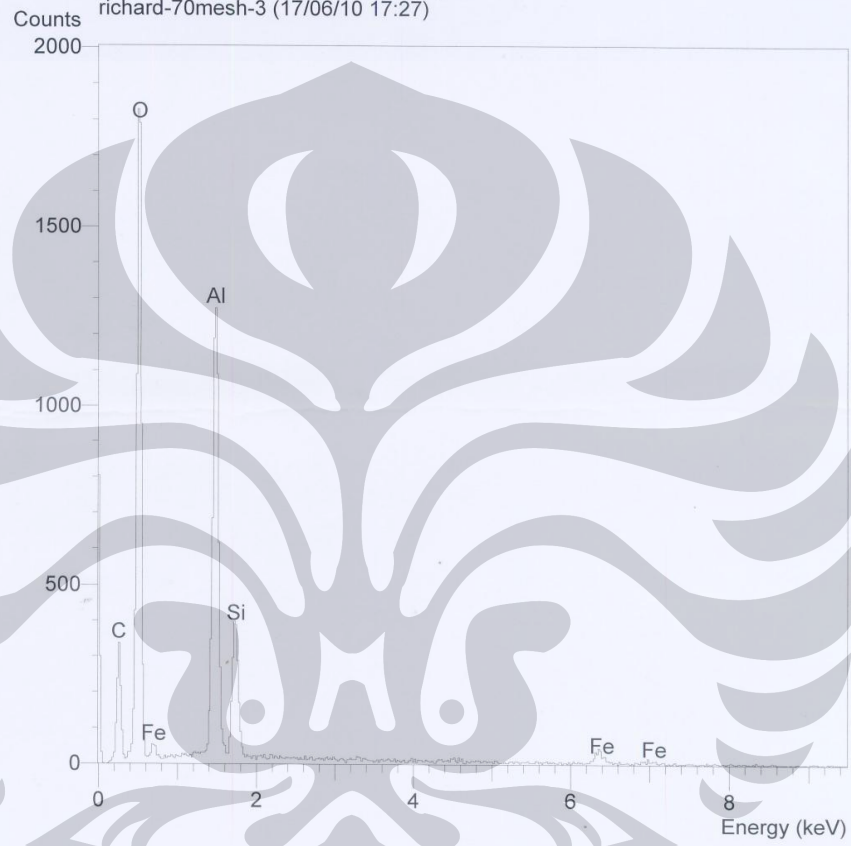 richard-70mesh-3 (17/06/10 17:27)
Counts
2000
O
1500
Al
1000
500
Si
C
Fe
Fe
Fe
0
0
2
4
6
8
Energy (keV)